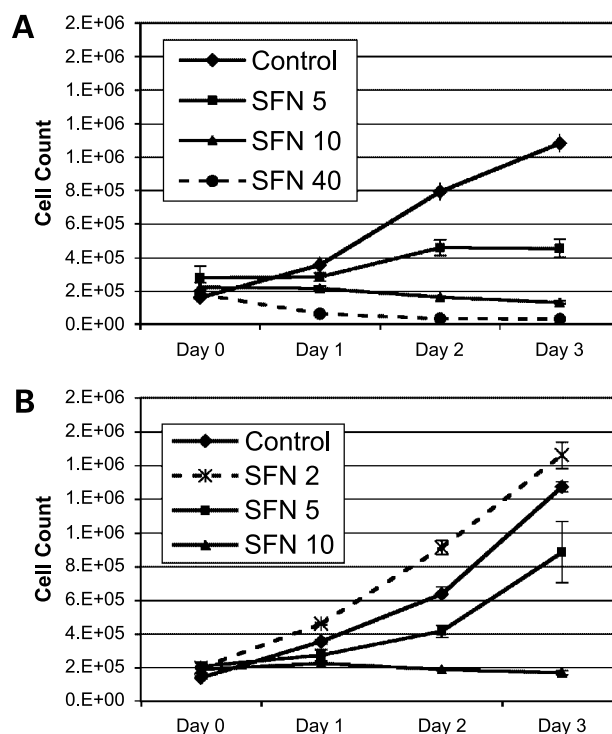 A
Cell Count
2.E+06
2.E+06
1.E+06
1.E+06
1.E+06
8.E+05
6.E+05
4.E+05
2.E+05
0.E+00
Control
SFN 5
SFN 10
SFN 40
Day 0
Day 1
Day 2
Day 3
B
Cell Count
2.E+06
2.E+06
1.E+06
1.E+06
1.E+06
8.E+05
6.E+05
4.E+05
2.E+05
0.E+00
Control
SFN 2
SFN 5
SFN 10
Day 0
Day 1
Day 2
Day 3